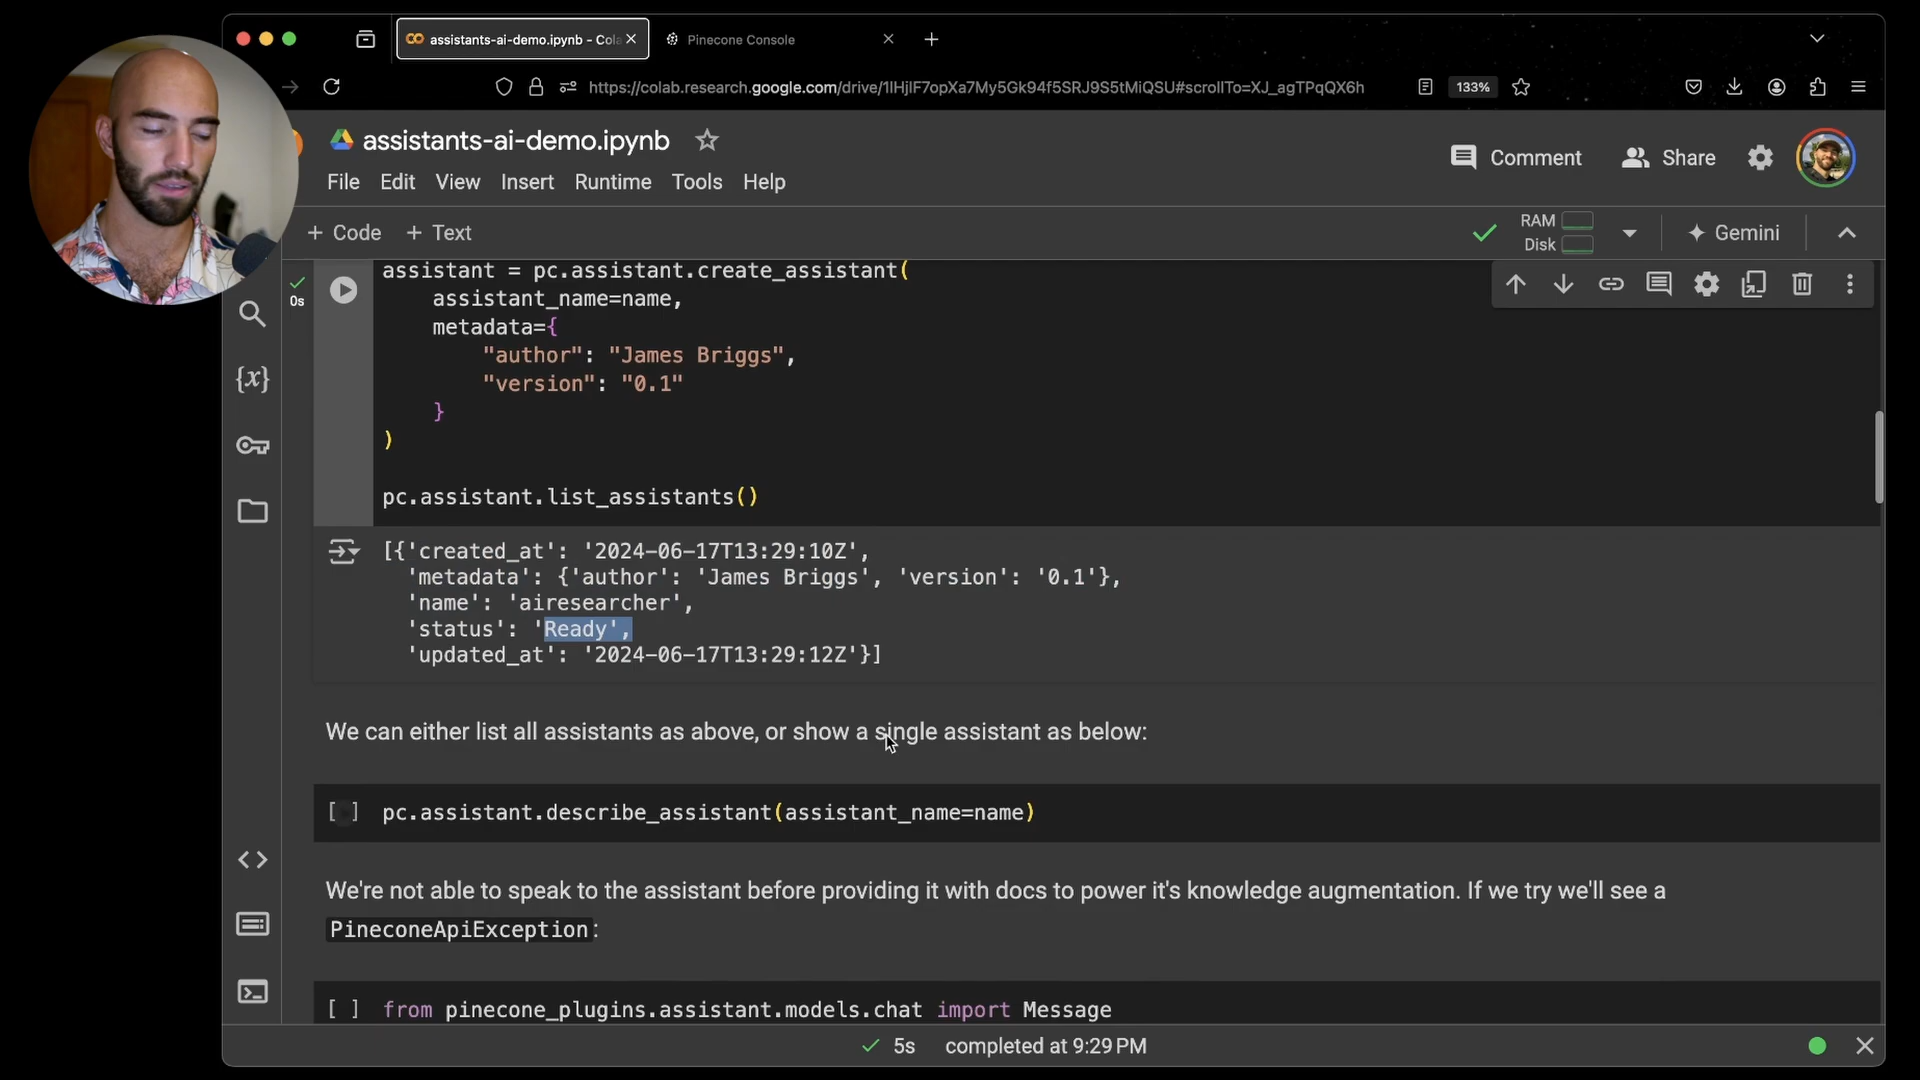 assistants-ai-demo.ipynb - Cola
Pinecone Console
https://colab.research.google.com/drive/1IHjlF7opXa7My5Gk94f5SRJ9S5tMiQSU#scrollTo=XJ_agTPqQX6h
133%
assistants-ai-demo.ipynb
Comment
Share
File Edit View Insert Runtime Tools Help
+ Code + Text
RAM
Disk
Gemini
0s
assistant = pc.assistant.create_assistant(
assistant_name=name,
metadata={
"author": "James Briggs",
"version": "0.1"
}
)
pc.assistant.list_assistants()
[{'created_at': '2024-06-17T13:29:10Z',
'metadata': {'author': 'James Briggs', 'version': '0.1'},
'name': 'airesearcher',
'status': 'Ready',
'updated_at': '2024-06-17T13:29:12Z'}]
We can either list all assistants as above, or show a single assistant as below:
[ ] pc.assistant.describe_assistant(assistant_name=name)
We're not able to speak to the assistant before providing it with docs to power it's knowledge augmentation. If we try we'll see a
PineconeApiException:
[ ] from pinecone_plugins.assistant.models.chat import Message
5s completed at 9:29 PM